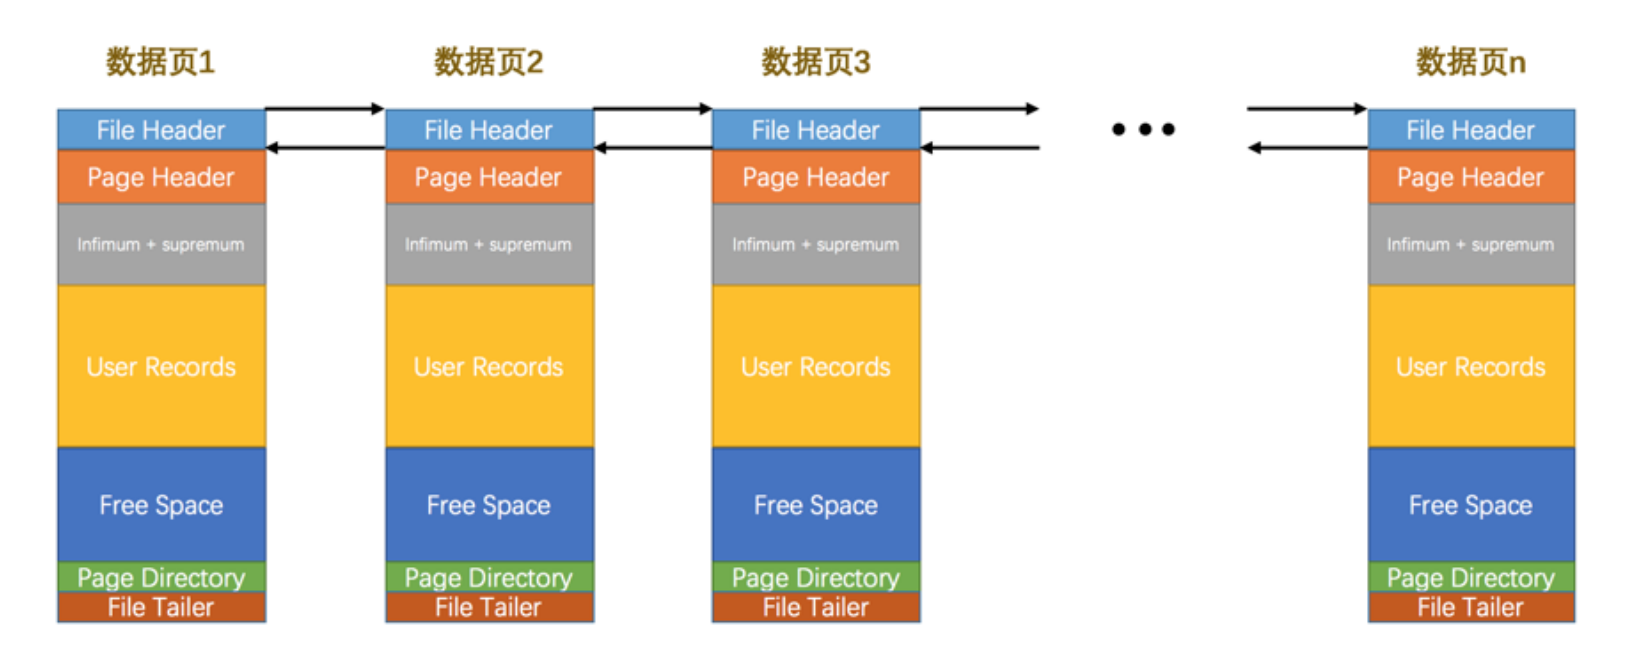 数据页1
数据页2
数据页3
数据页n
File Header
File Header
File Header
•••
File Header
Page Header
Page Header
Page Header
Page Header
Infimum + supremum
Infimum + supremum
Infimum + supremum
Infimum + supremum
User Records
User Records
User Records
User Records
Free Space
Free Space
Free Space
Free Space
Page Directory
Page Directory
Page Directory
Page Directory
File Tailer
File Tailer
File Tailer
File Tailer